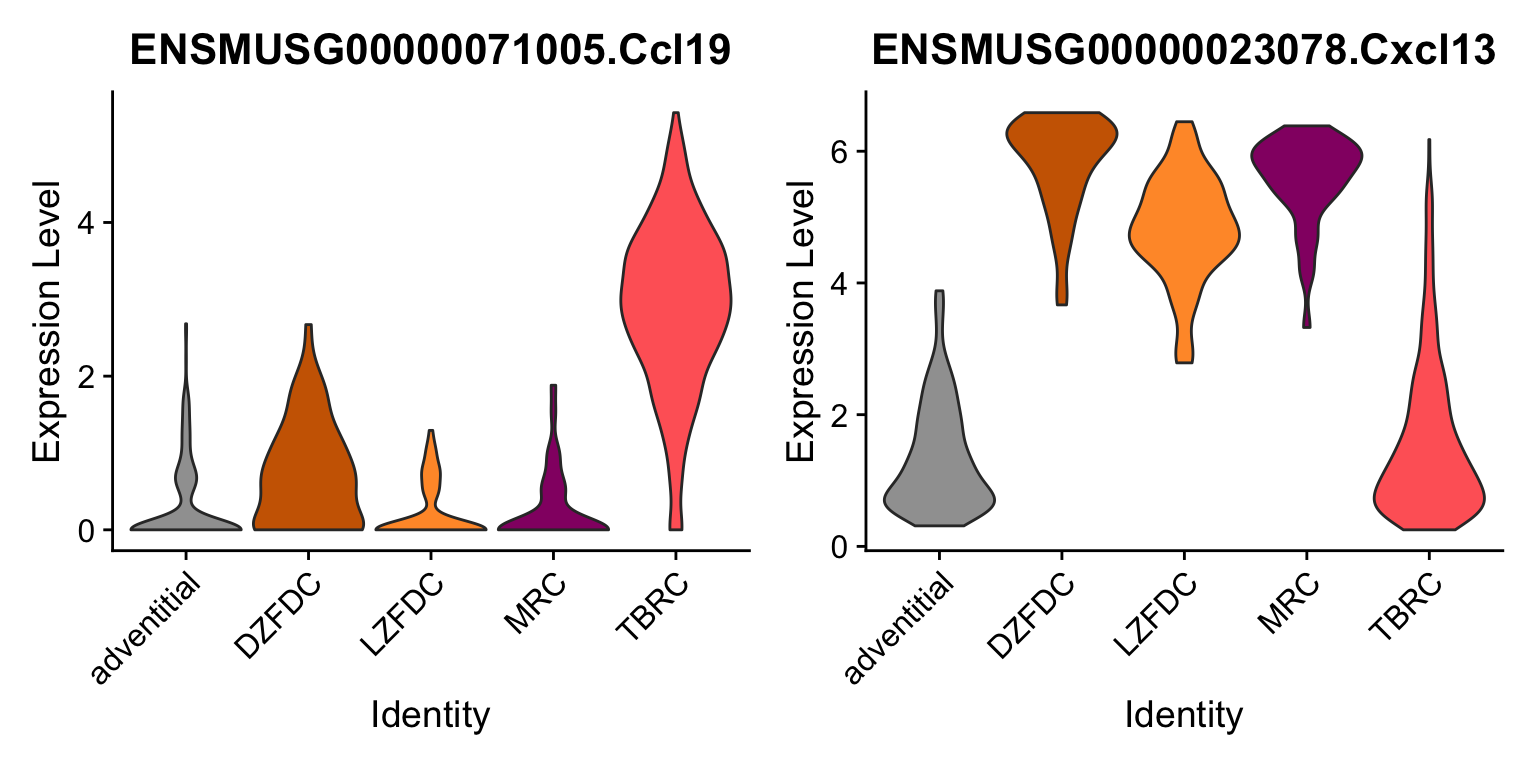 ENSMUSG00000071005.Ccl19
Expression Level
4
2
0
adventitial
DZFDC
LZFDC
MRC
TBRC
Identity
ENSMUSG00000023078.Cxcl13
Expression Level
6
4
2
0
adventitial
DZFDC
LZFDC
MRC
TBRC
Identity